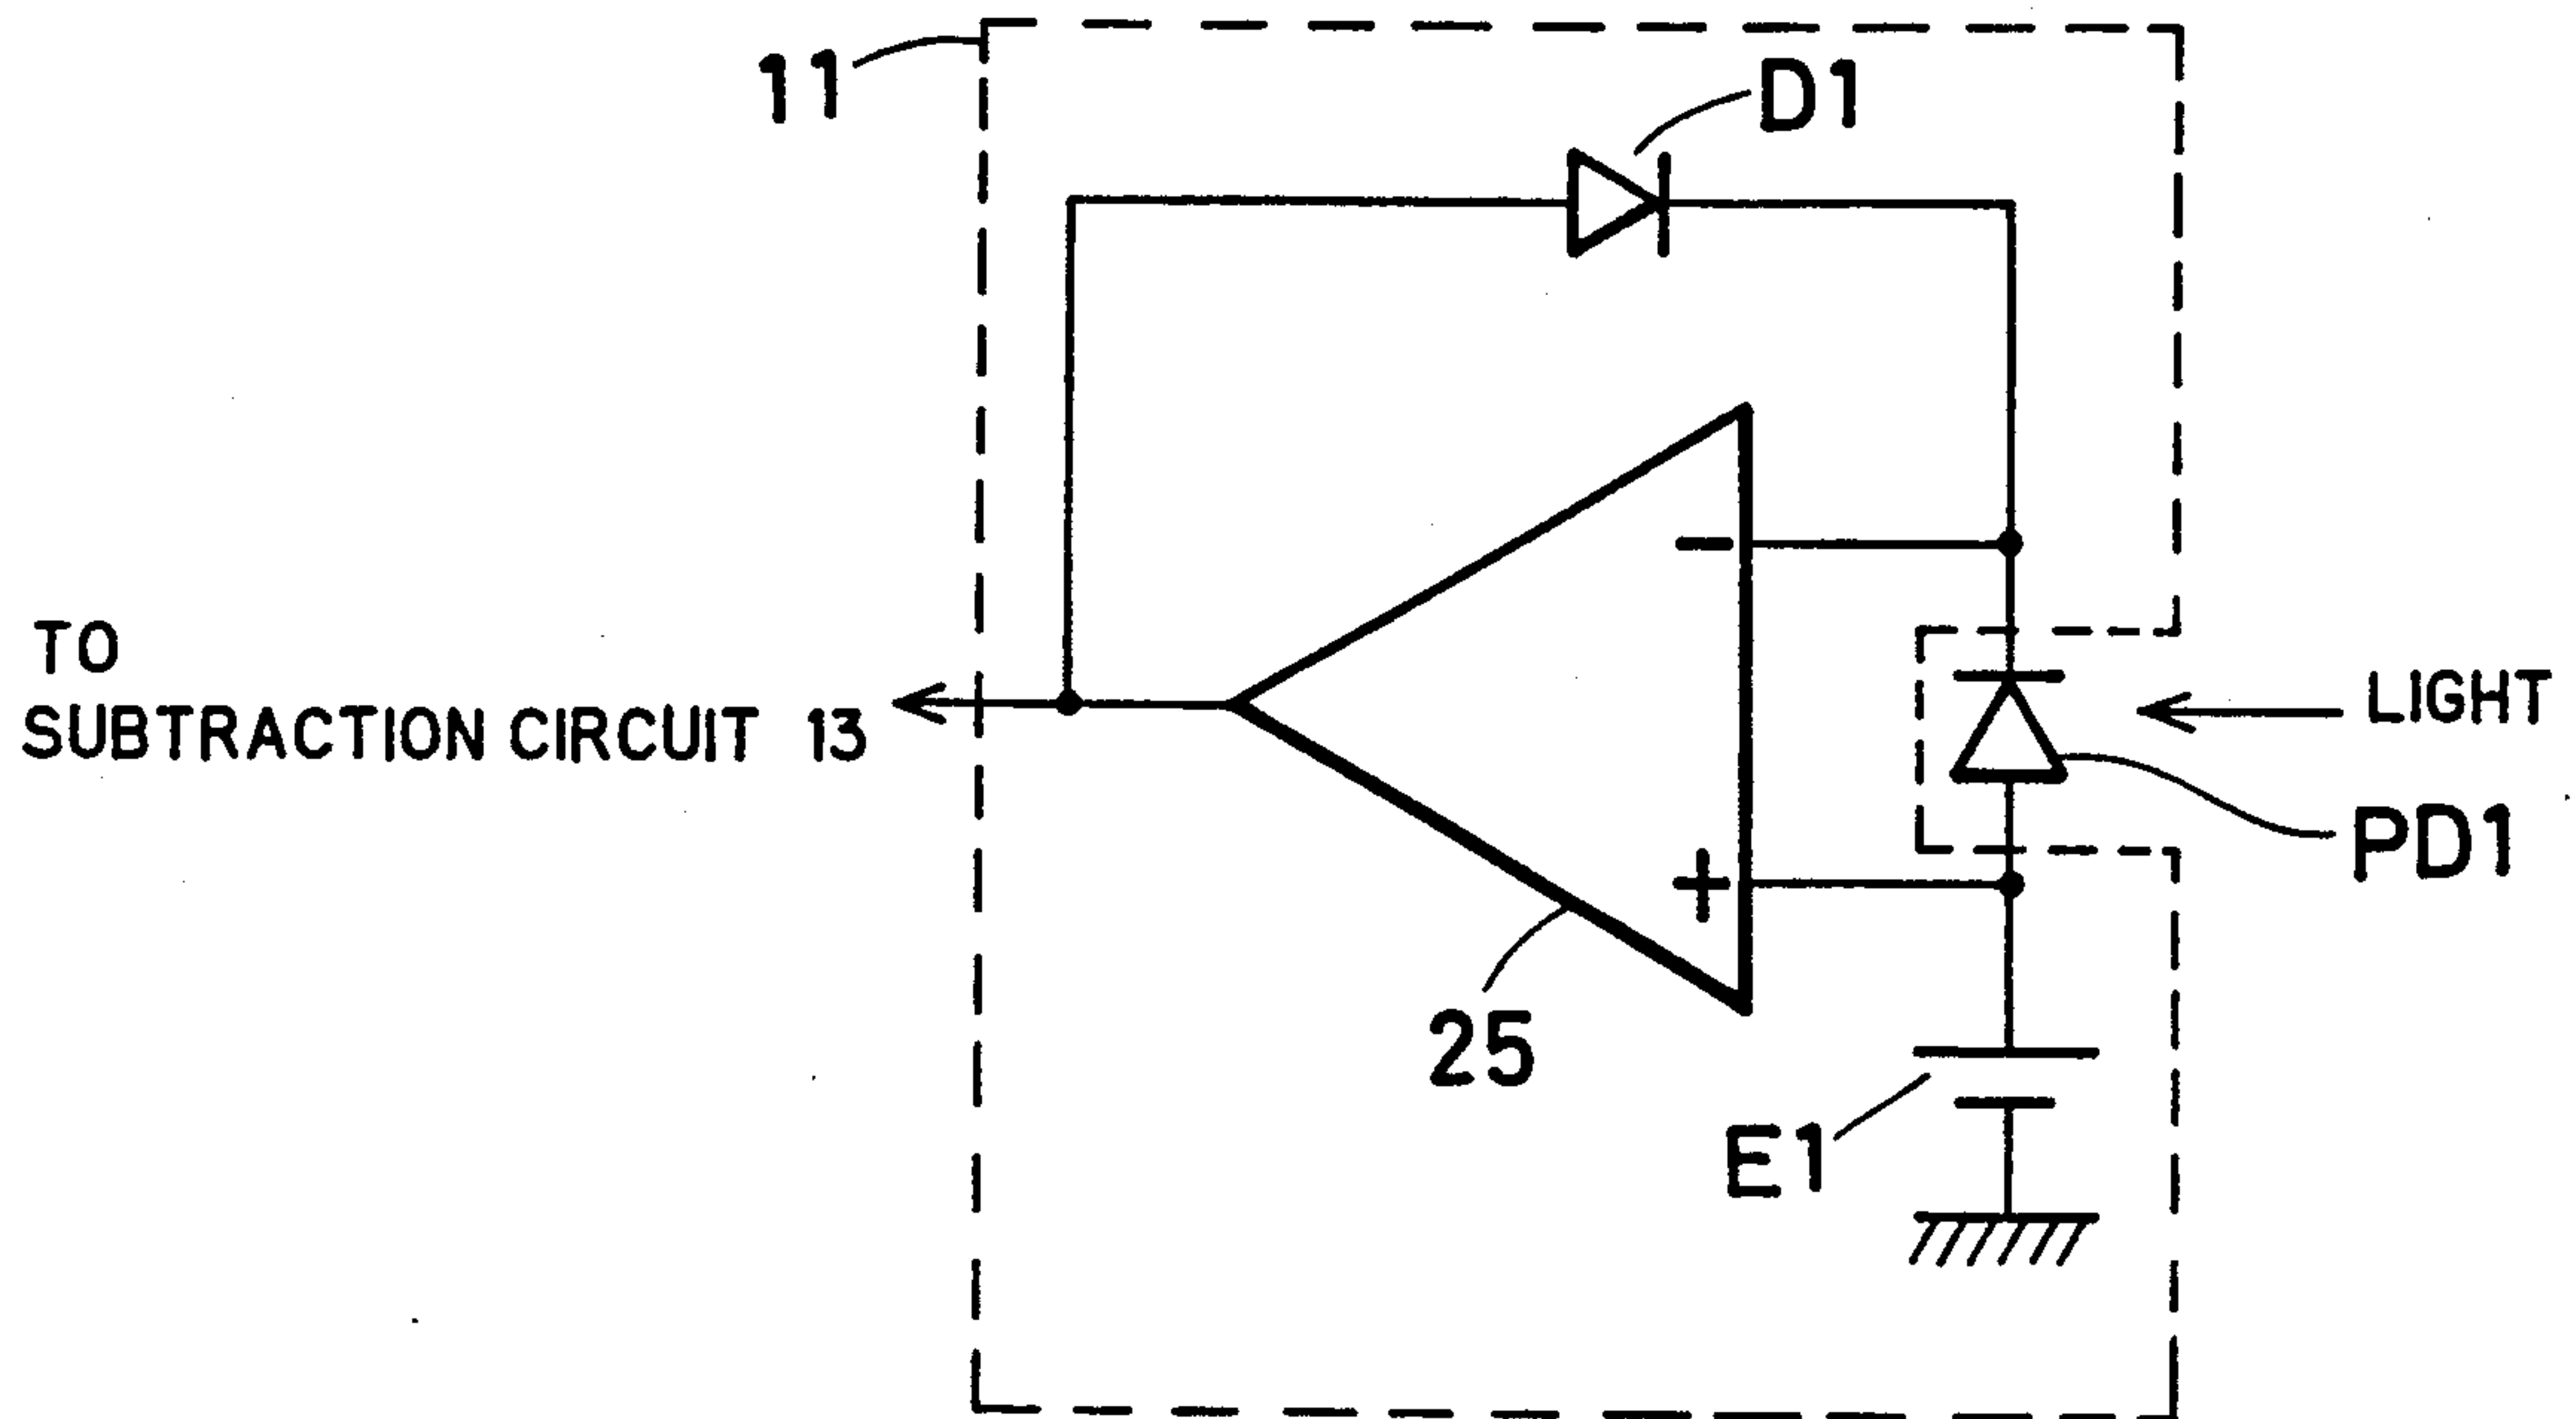 11
D1
−
TO
SUBTRACTION CIRCUIT 13
LIGHT
PD1
+
25
E1